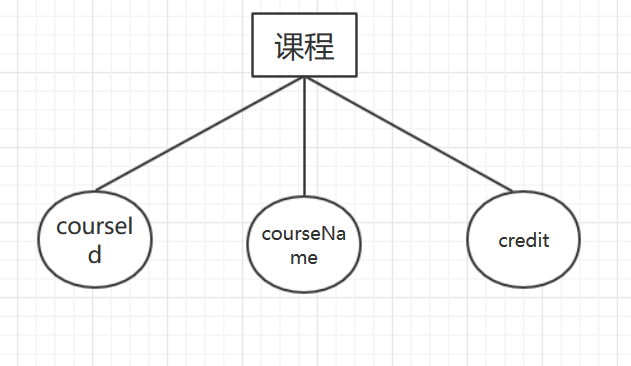 课程
courseI
d
courseNa
me
credit